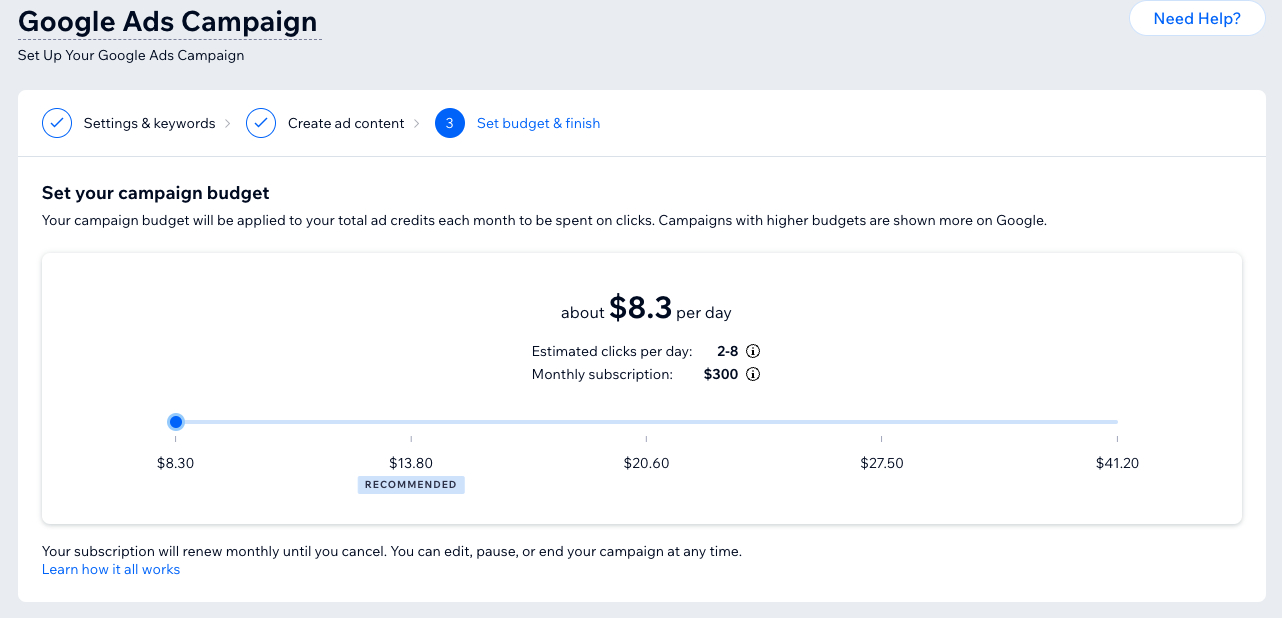 Google Ads Campaign
Need Help?
Set Up Your Google Ads Campaign
Settings & keywords
Create ad content
3
Set budget & finish
Set your campaign budget
Your campaign budget will be applied to your total ad credits each month to be spent on clicks. Campaigns with higher budgets are shown more on Google.
about $8.3 per day
Estimated clicks per day: 2-8
Monthly subscription: $300
$8.30 $13.80 $20.60 $27.50 $41.20
RECOMMENDED
Your subscription will renew monthly until you cancel. You can edit, pause, or end your campaign at any time.
Learn how it all works